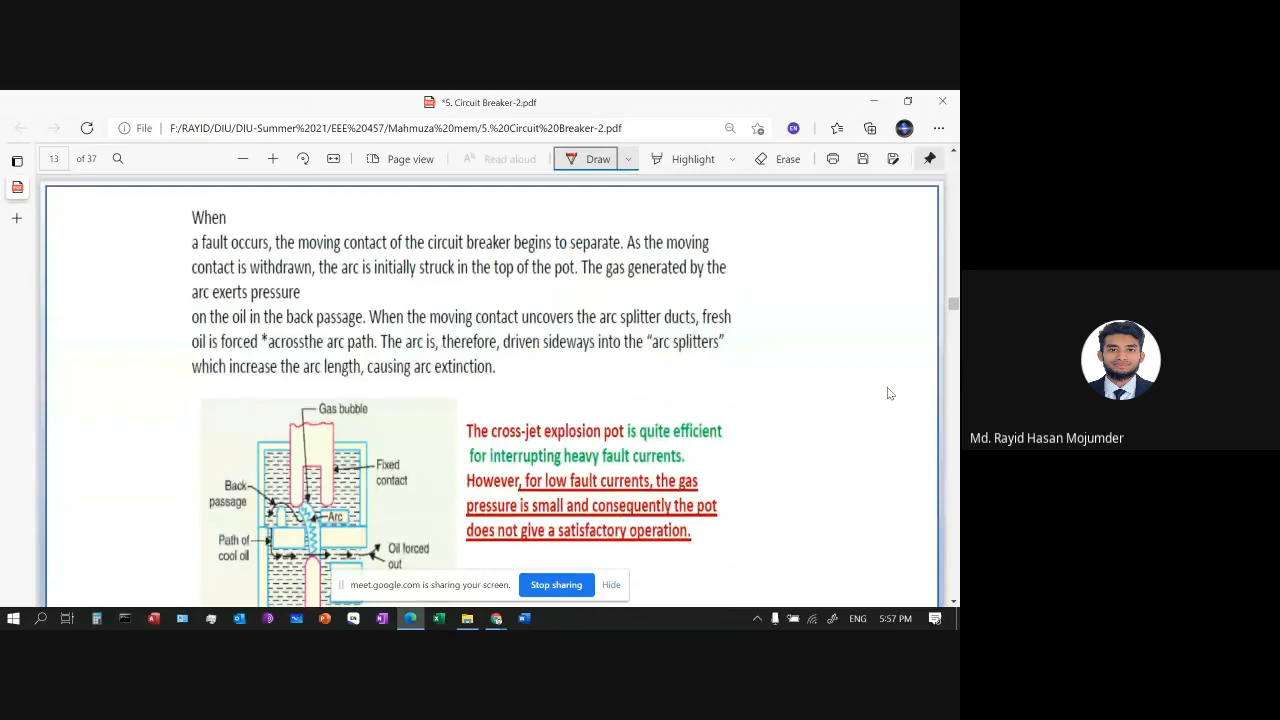 *5. Circuit Breaker-2.pdf
File F:/RAYID/DIU/DIU-Summer%2021/EEE%20457/Mahmuza%20mem/5.%20Circuit%20Breaker-2.pdf
EN
13 of 37
Page view
Read aloud
Draw
Highlight
Erase
When
a fault occurs, the moving contact of the circuit breaker begins to separate. As the moving
contact is withdrawn, the arc is initially struck in the top of the pot. The gas generated by the
arc exerts pressure
on the oil in the back passage. When the moving contact uncovers the arc splitter ducts, fresh
oil is forced *acrossthe arc path. The arc is, therefore, driven sideways into the “arc splitters”
which increase the arc length, causing arc extinction.
Gas bubble
Fixed
contact
Back
passage
Arc
Path of
cool oil
Oil forced
out
The cross-jet explosion pot is quite efficient
for interrupting heavy fault currents.
However, for low fault currents, the gas
pressure is small and consequently the pot
does not give a satisfactory operation.
meet.google.com is sharing your screen.
Stop sharing
Hide
Md. Rayid Hasan Mojumder
ENG
5:57 PM